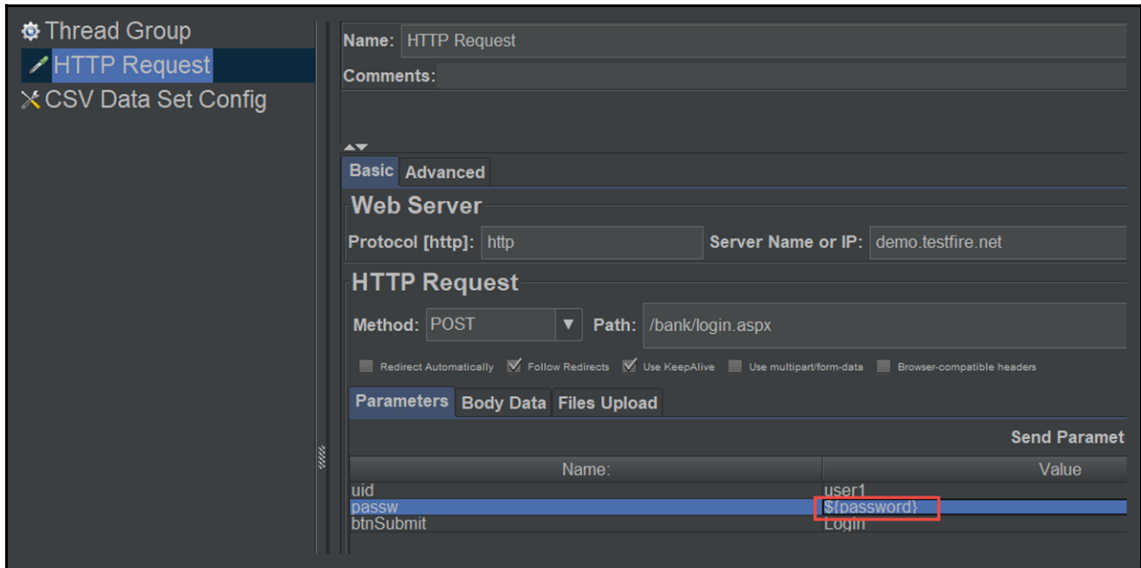 Thread Group
HTTP Request
CSV Data Set Config
Name: HTTP Request
Comments:
Basic Advanced
Web Server
Protocol [http]: http Server Name or IP: demo.testfire.net
HTTP Request
Method: POST Path: /bank/login.aspx
Redirect Automatically Follow Redirects Use KeepAlive Use multipart/form-data Browser-compatible headers
Parameters Body Data Files Upload
Send Paramet
Name: Value
uid user1
passw ${password}
btnSubmit Login